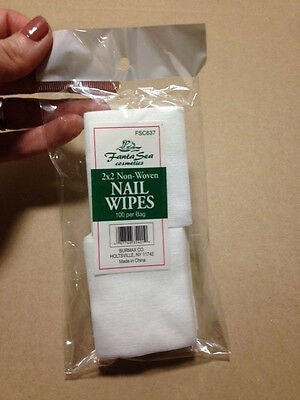 FSC637
FantaSea
cosmetics
2x2 Non-Woven
NAIL
WIPES
100 per Bag
BURMAX CO.
HOLTSVILLE, NY 11742
Made in China